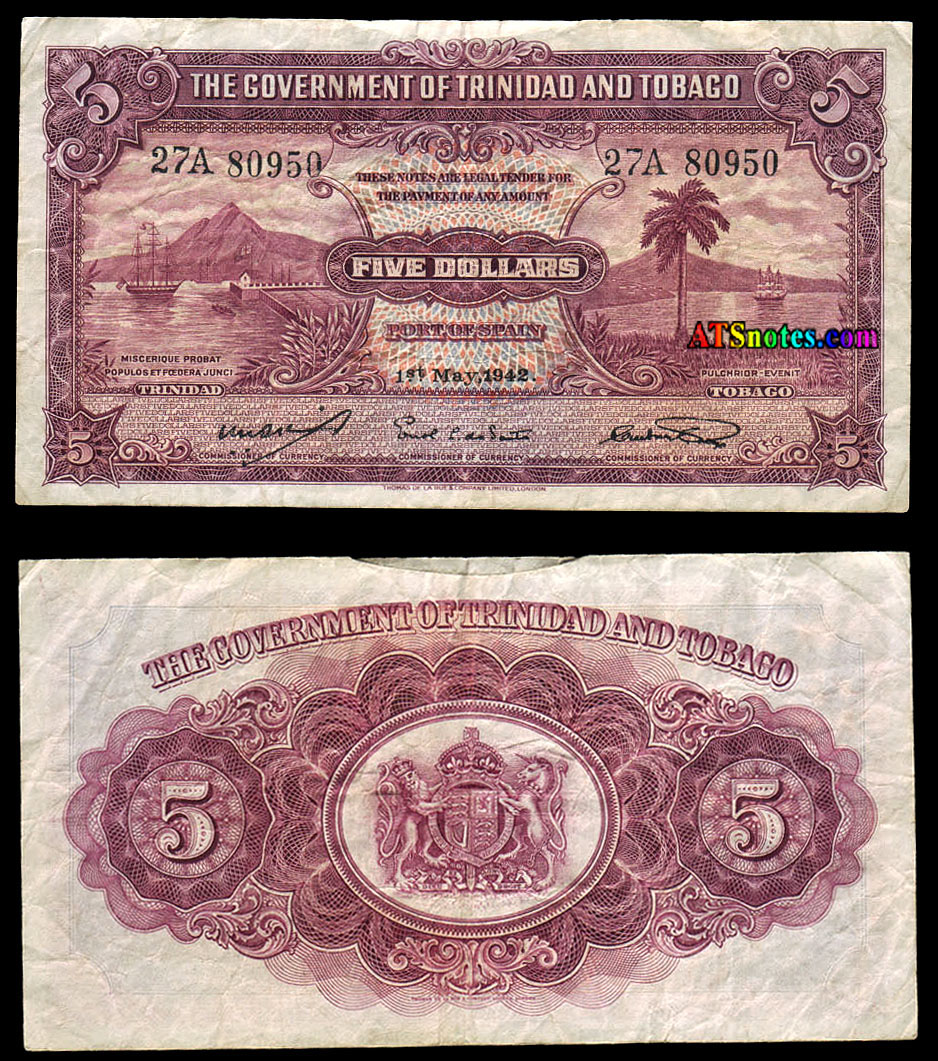 5 THE GOVERNMENT OF TRINIDAD AND TOBAGO 5
27A 80950 27A 80950
THESE NOTES ARE LEGAL TENDER FOR
THE PAYMENT OF ANY AMOUNT
FIVE DOLLARS
PORT OF SPAIN
ATSnotes.com
MISCERIQUE PROBAT
POPULOS ET FŒDERA JUNGI
PULCHRIOR-EVENIT
1st May, 1942
TRINIDAD TOBAGO
5 5
COMMISSIONER OF CURRENCY COMMISSIONER OF CURRENCY COMMISSIONER OF CURRENCY
THOMAS DE LA RUE & COMPANY, LIMITED, LONDON.
THE GOVERNMENT OF TRINIDAD AND TOBAGO
5 5